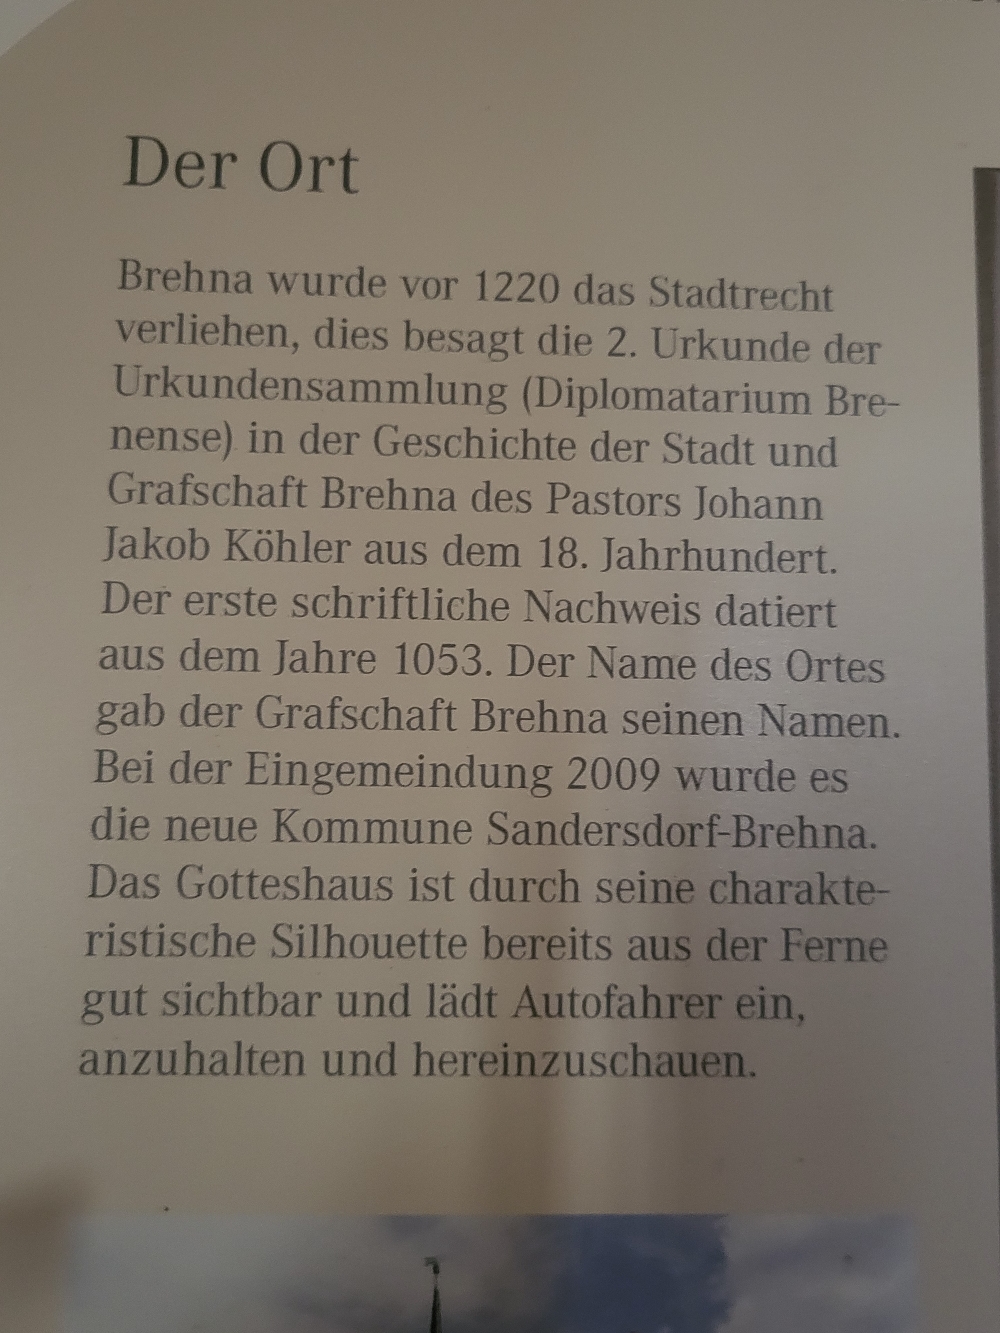 Der Ort
Brehna wurde vor 1220 das Stadtrecht
verliehen, dies besagt die 2. Urkunde der
Urkundensammlung (Diplomatarium Bre-
nense) in der Geschichte der Stadt und
Grafschaft Brehna des Pastors Johann
Jakob Köhler aus dem 18. Jahrhundert.
Der erste schriftliche Nachweis datiert
aus dem Jahre 1053. Der Name des Ortes
gab der Grafschaft Brehna seinen Namen.
Bei der Eingemeindung 2009 wurde es
die neue Kommune Sandersdorf-Brehna.
Das Gotteshaus ist durch seine charakte-
ristische Silhouette bereits aus der Ferne
gut sichtbar und lädt Autofahrer ein,
anzuhalten und hereinzuschauen.